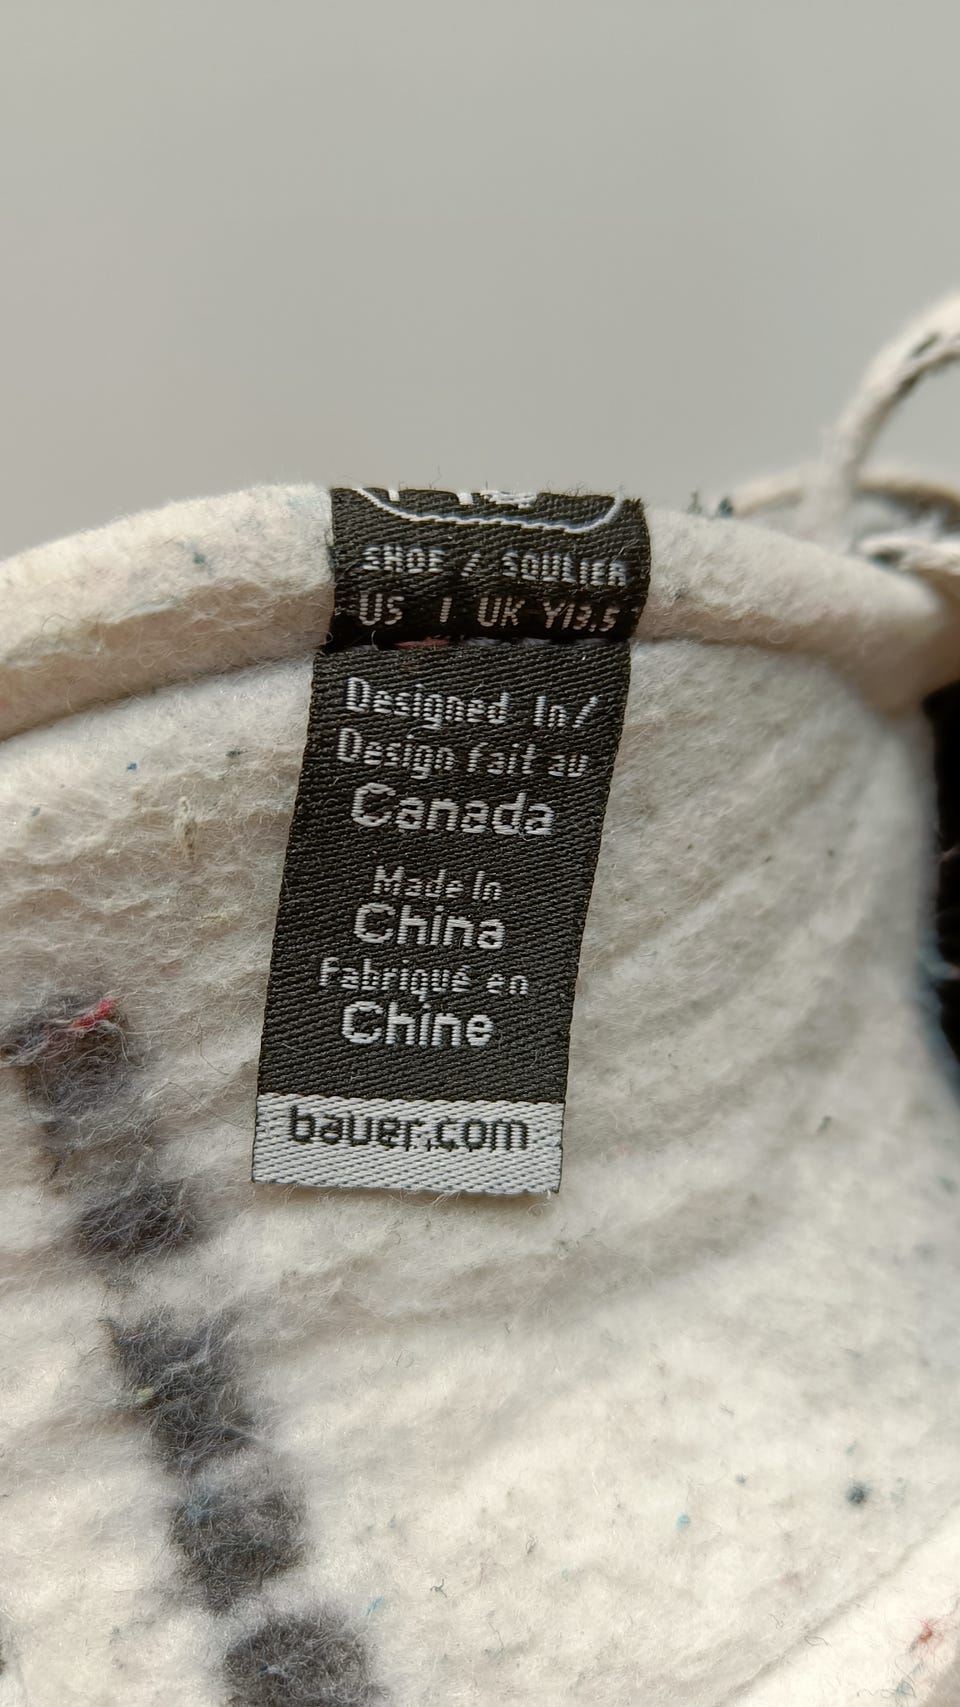 SHOE / SOULIER
US 1 UK Y13.5
Designed In/
Design fait au
Canada
Made In
China
Fabriqué en
Chine
bauer.com